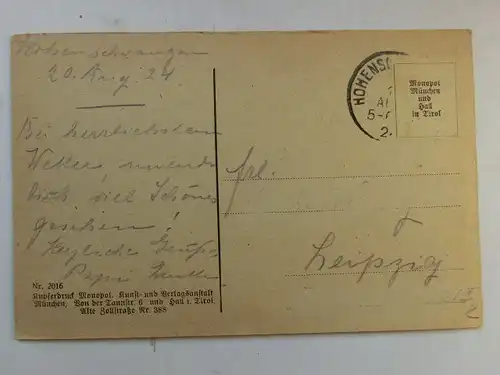 Hohenschwangau
20. Aug. 24
Bei herrlichstem
Wetter, unendlich
viel Schönes
gesehen!
Herzliche Grüße
Papa
Nr. 2016
Kupferdruck Monopol, Kunst- und Verlagsanstalt
München, Von der Tannstr. 6 und Hall i. Tirol.
Alte Zollstraße Nr. 388
HOHENS
Monopol
München
und
Hall
in Tirol
Frl.
Leipzig